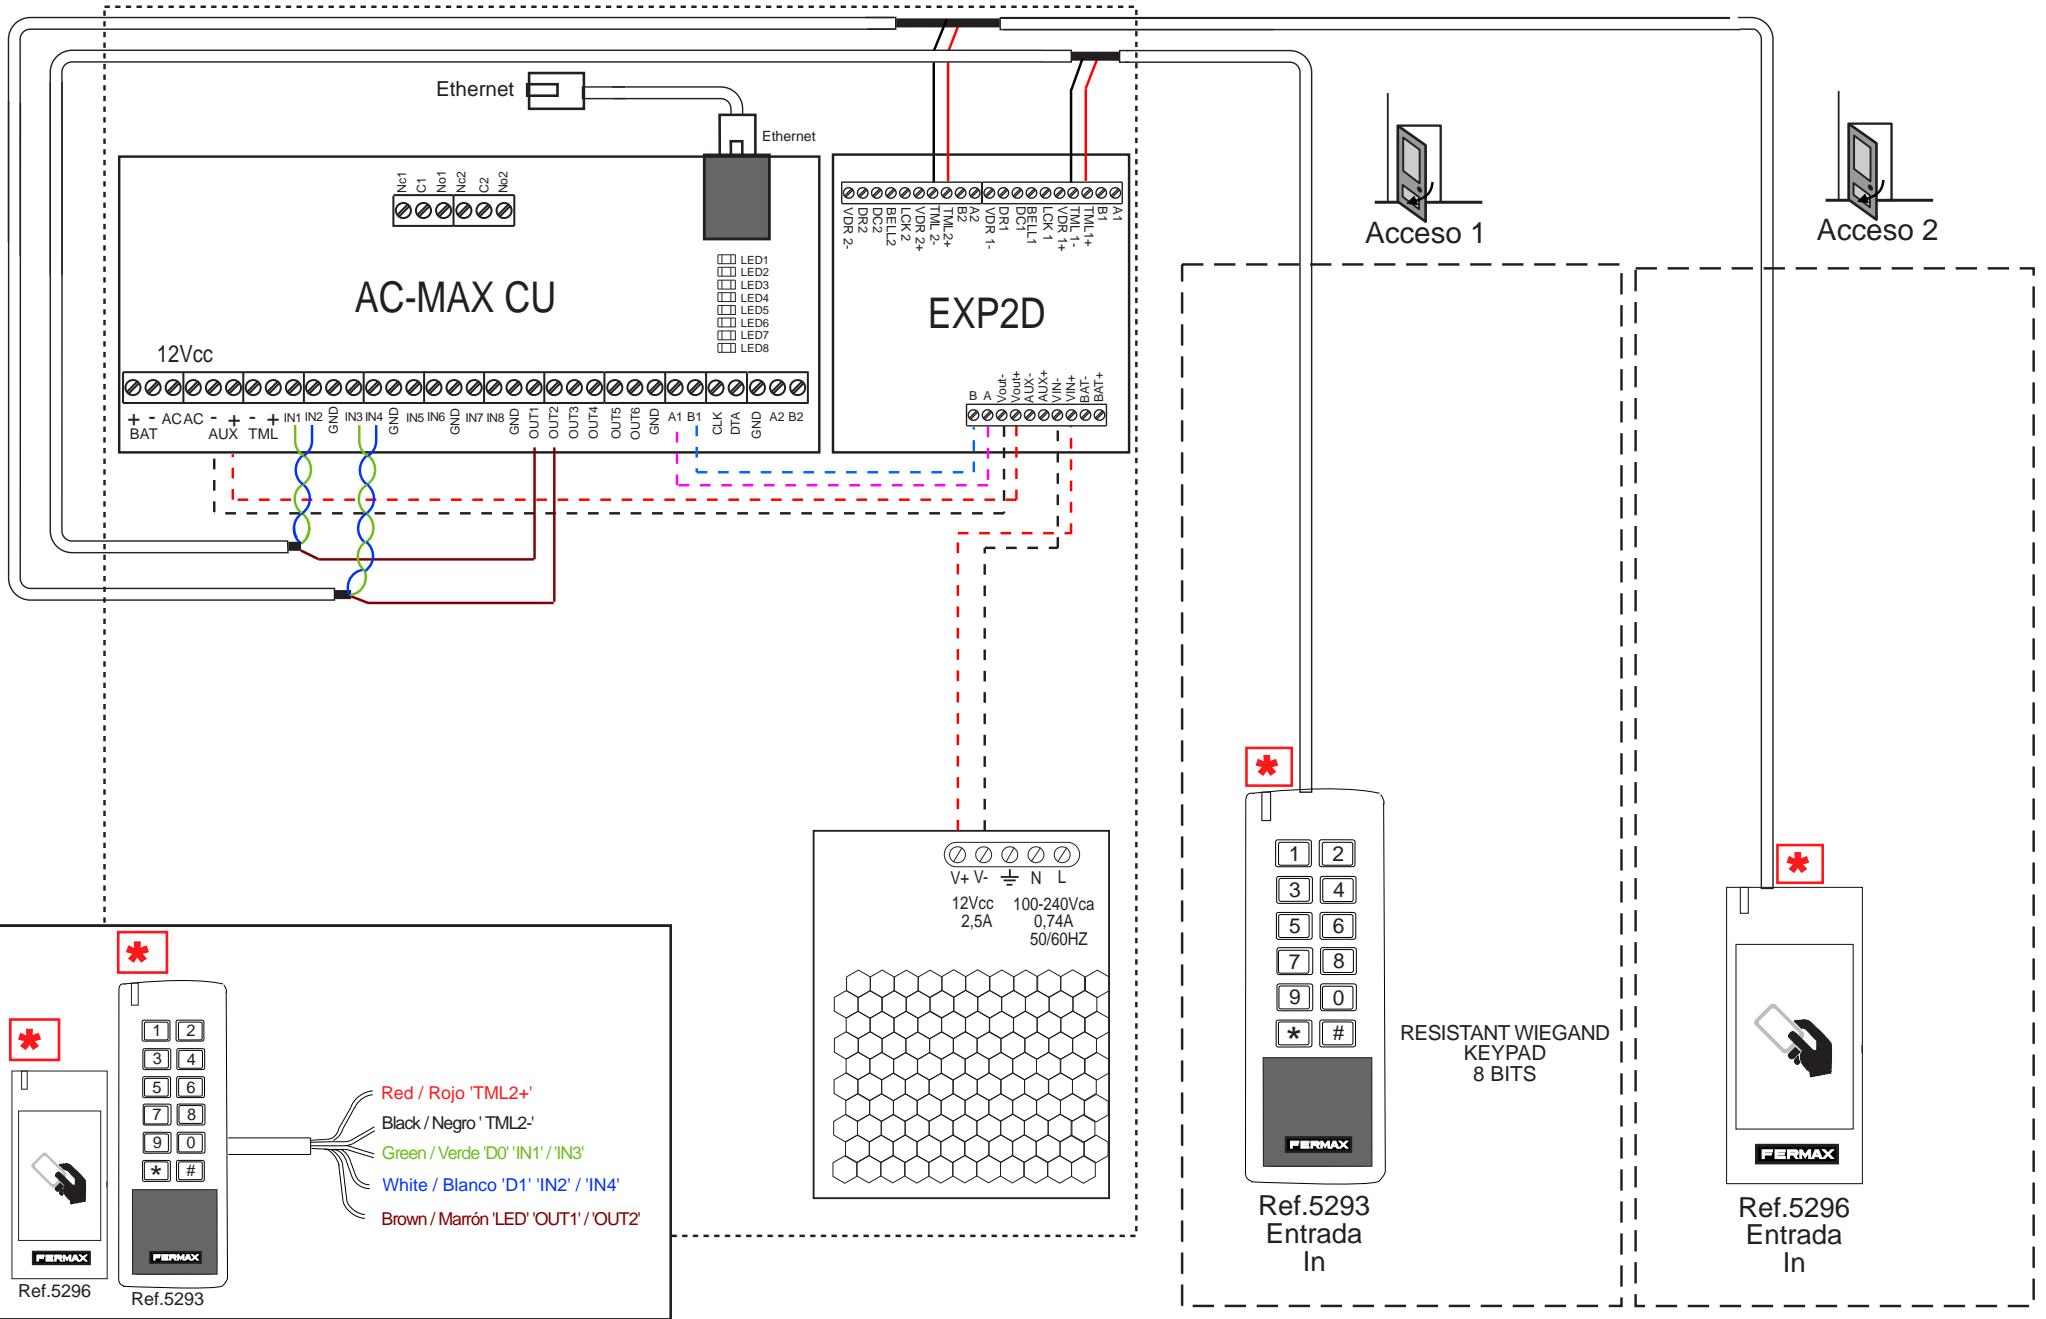 Ethernet
Ethernet
Nc1 C1 No1 Nc2 C2 No2
LED1
LED2
LED3
LED4
LED5
LED6
LED7
LED8
AC-MAX CU
12Vcc
+ - AC AC - + - + IN1 IN2 GND IN3 IN4 GND IN5 IN6 GND IN7 IN8 GND OUT1 OUT2 OUT3 OUT4 OUT5 OUT6 GND A1 B1 CLK DTA GND A2 B2
BAT AUX TML
VDR 2- DR2 DC2 BELL2 LCK 2 VDR 2+ TML 2- TML2+ B2 A2 VDR 1- DR1 DC1 BELL1 LCK 1 VDR 1+ TML 1- TML1+ B1 A1
EXP2D
B A Vout- Vout+ AUX- AUX+ VIN- VIN+ BAT- BAT+
Acceso 1
Acceso 2
V+ V- N L
12Vcc 100-240Vca
2,5A 0,74A
50/60HZ
*
1 2
3 4
5 6
7 8
9 0
* #
FERMAX
RESISTANT WIEGAND
KEYPAD
8 BITS
Ref.5293
Entrada
In
*
FERMAX
Ref.5296
Entrada
In
*
*
1 2
3 4
5 6
7 8
9 0
* #
FERMAX
FERMAX
Ref.5296
Ref.5293
Red / Rojo 'TML2+'
Black / Negro ' TML2-'
Green / Verde 'D0' 'IN1' / 'IN3'
White / Blanco 'D1' 'IN2' / 'IN4'
Brown / Marrón 'LED' 'OUT1' / 'OUT2'